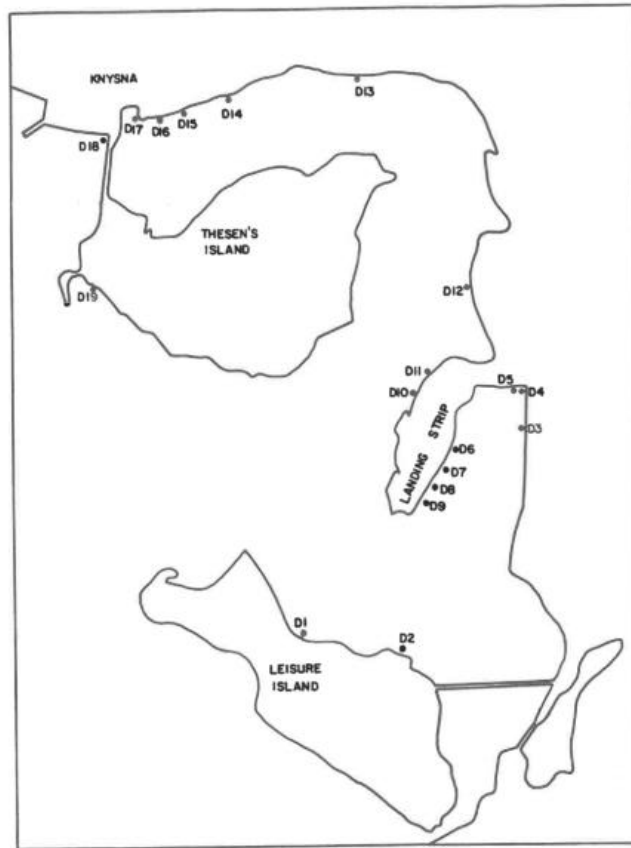 KNYSNA
D13
D14
D15
D16
D17
D18
THESEN'S
ISLAND
D19
D12
D11
D10
D5
D4
D3
LANDING STRIP
D6
D7
D8
D9
D1
D2
LEISURE
ISLAND